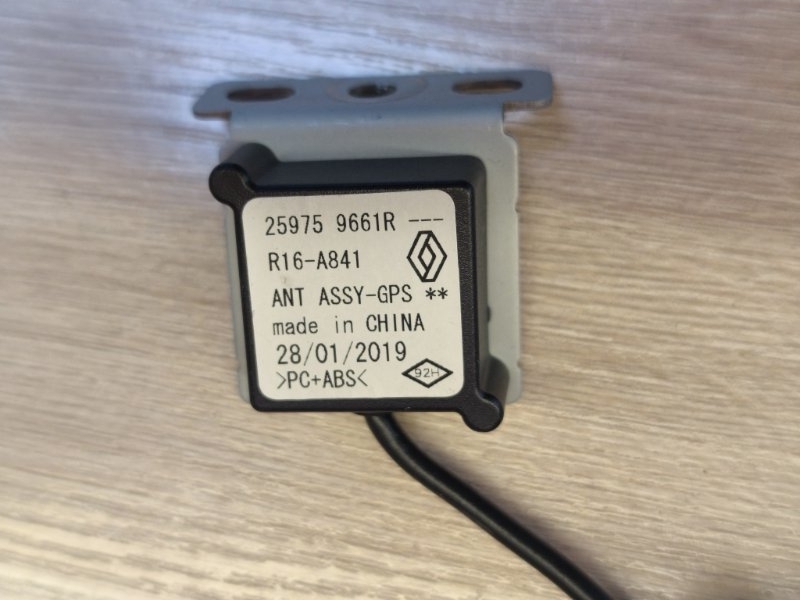 25975 9661R ---
R16-A841
ANT ASSY-GPS **
made in CHINA
28/01/2019
>PC+ABS< 92H